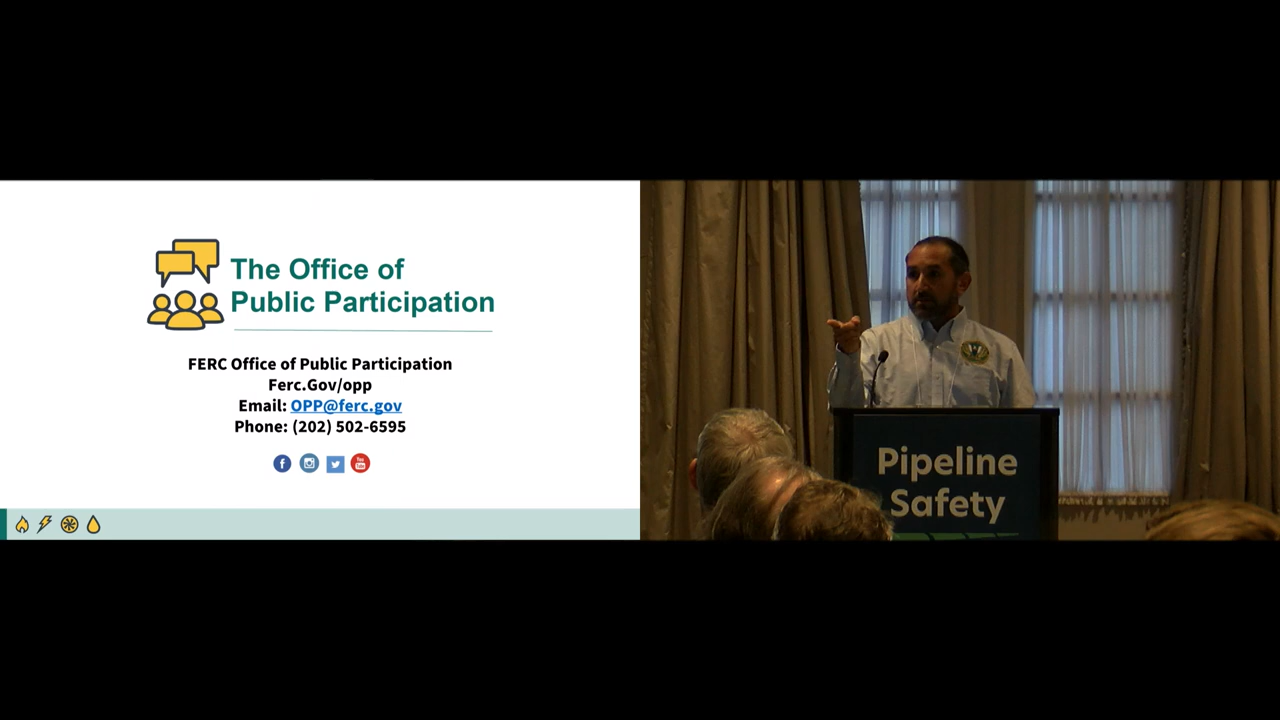 The Office of
Public Participation
FERC Office of Public Participation
Ferc.Gov/opp
Email: OPP@ferc.gov
Phone: (202) 502-6595
Pipeline
Safety